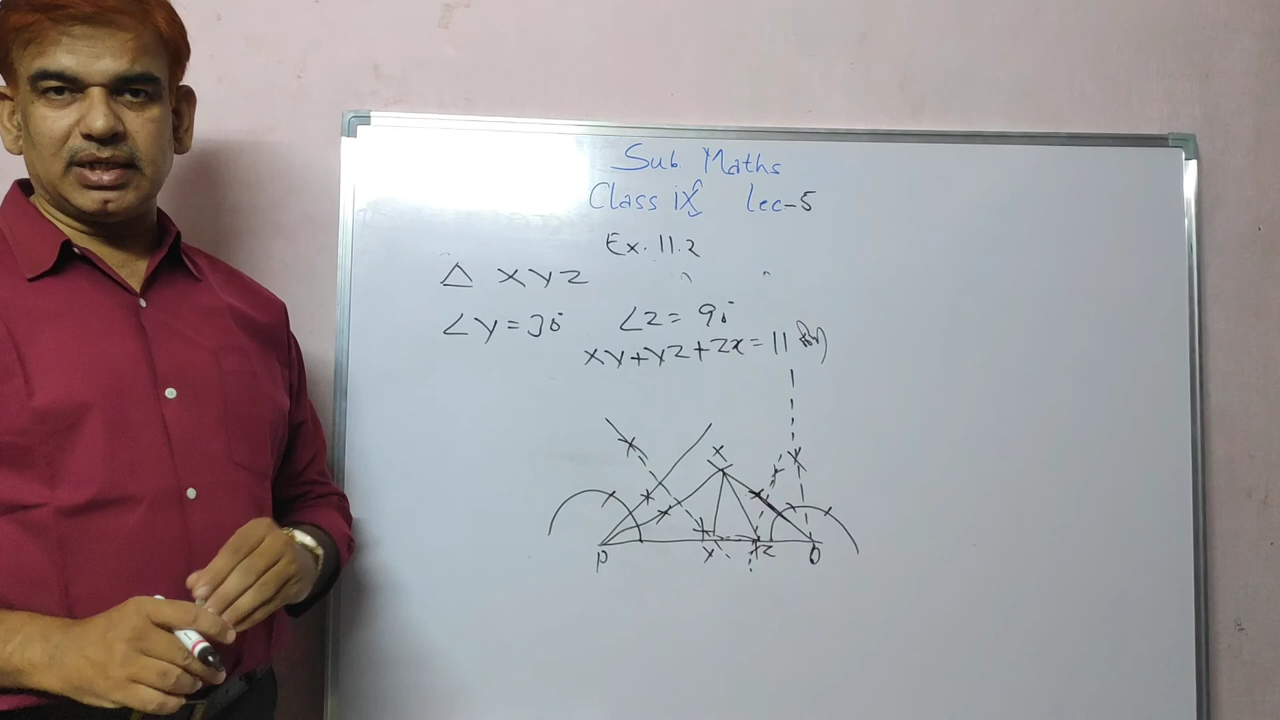 Sub Maths
Class IX Lec-5
Ex. 11.2
△ XYZ
∠Y = 30° ∠Z = 90°
XY+YZ+ZX = 11
X
P Y Z Q